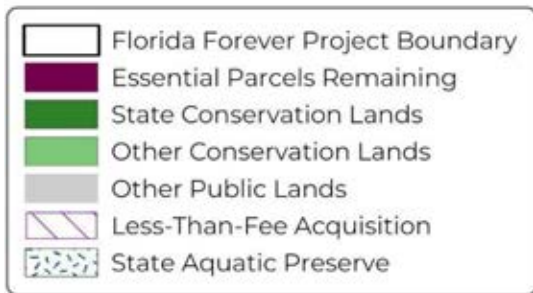 Florida Forever Project Boundary
Essential Parcels Remaining
State Conservation Lands
Other Conservation Lands
Other Public Lands
Less-Than-Fee Acquisition
State Aquatic Preserve